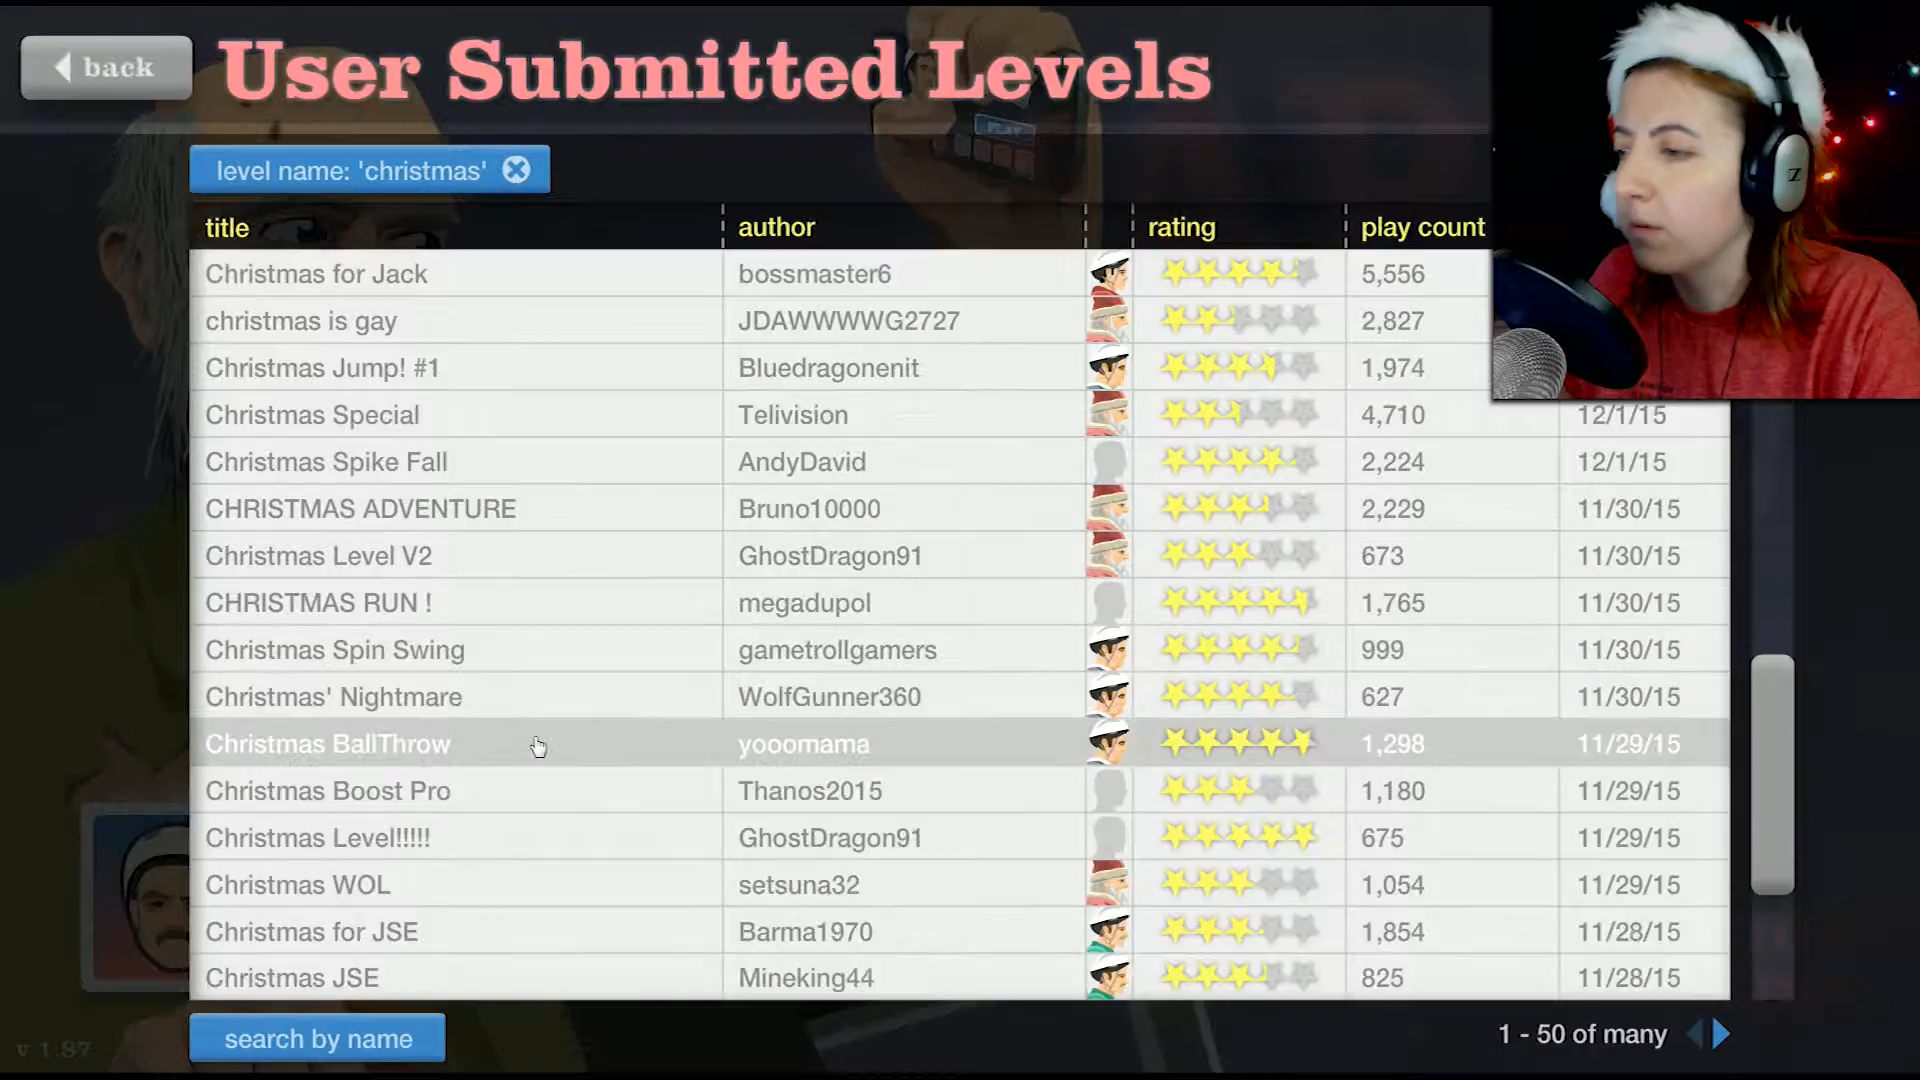 back
User Submitted Levels
PLAY
level name: 'christmas'
title author rating play count
Christmas for Jack bossmaster6 5,556
christmas is gay JDAWWWWG2727 2,827
Christmas Jump! #1 Bluedragonenit 1,974
Christmas Special Telivision 4,710 12/1/15
Christmas Spike Fall AndyDavid 2,224 12/1/15
CHRISTMAS ADVENTURE Bruno10000 2,229 11/30/15
Christmas Level V2 GhostDragon91 673 11/30/15
CHRISTMAS RUN ! megadupol 1,765 11/30/15
Christmas Spin Swing gametrollgamers 999 11/30/15
Christmas' Nightmare WolfGunner360 627 11/30/15
Christmas BallThrow yooomama 1,298 11/29/15
Christmas Boost Pro Thanos2015 1,180 11/29/15
Christmas Level!!!!! GhostDragon91 675 11/29/15
Christmas WOL setsuna32 1,054 11/29/15
Christmas for JSE Barma1970 1,854 11/28/15
Christmas JSE Mineking44 825 11/28/15
search by name
1 - 50 of many
v 1.87
Z